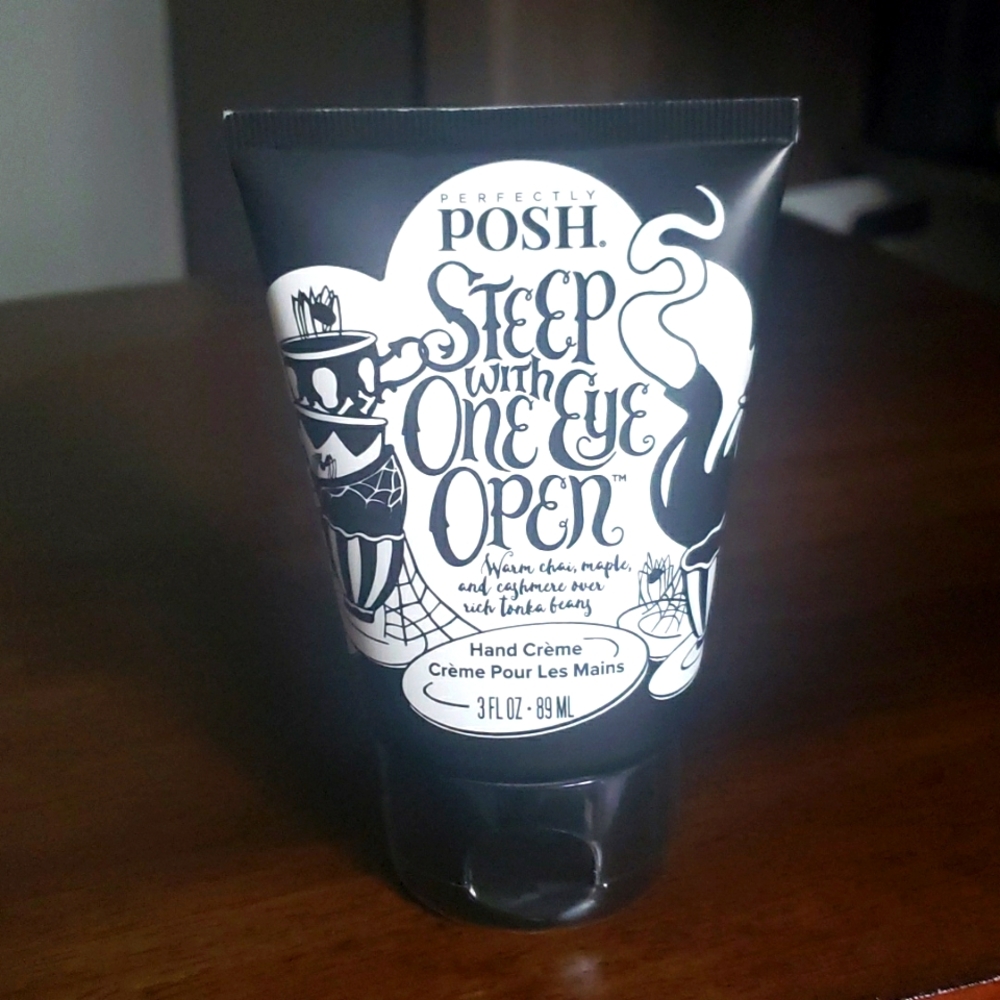 PERFECTLY
POSH®
STEEP
WITH
ONE EYE
OPEN™
Warm chai, maple,
and cashmere over
rich tonka beans
Hand Crème
Crème Pour Les Mains
3 FL OZ · 89 ML